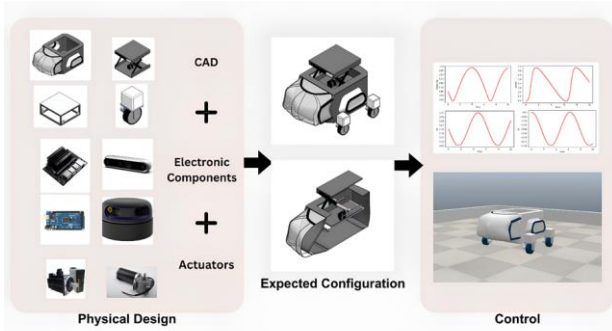 CAD
+
Electronic
Components
+
Actuators
Physical Design
Expected Configuration
Control